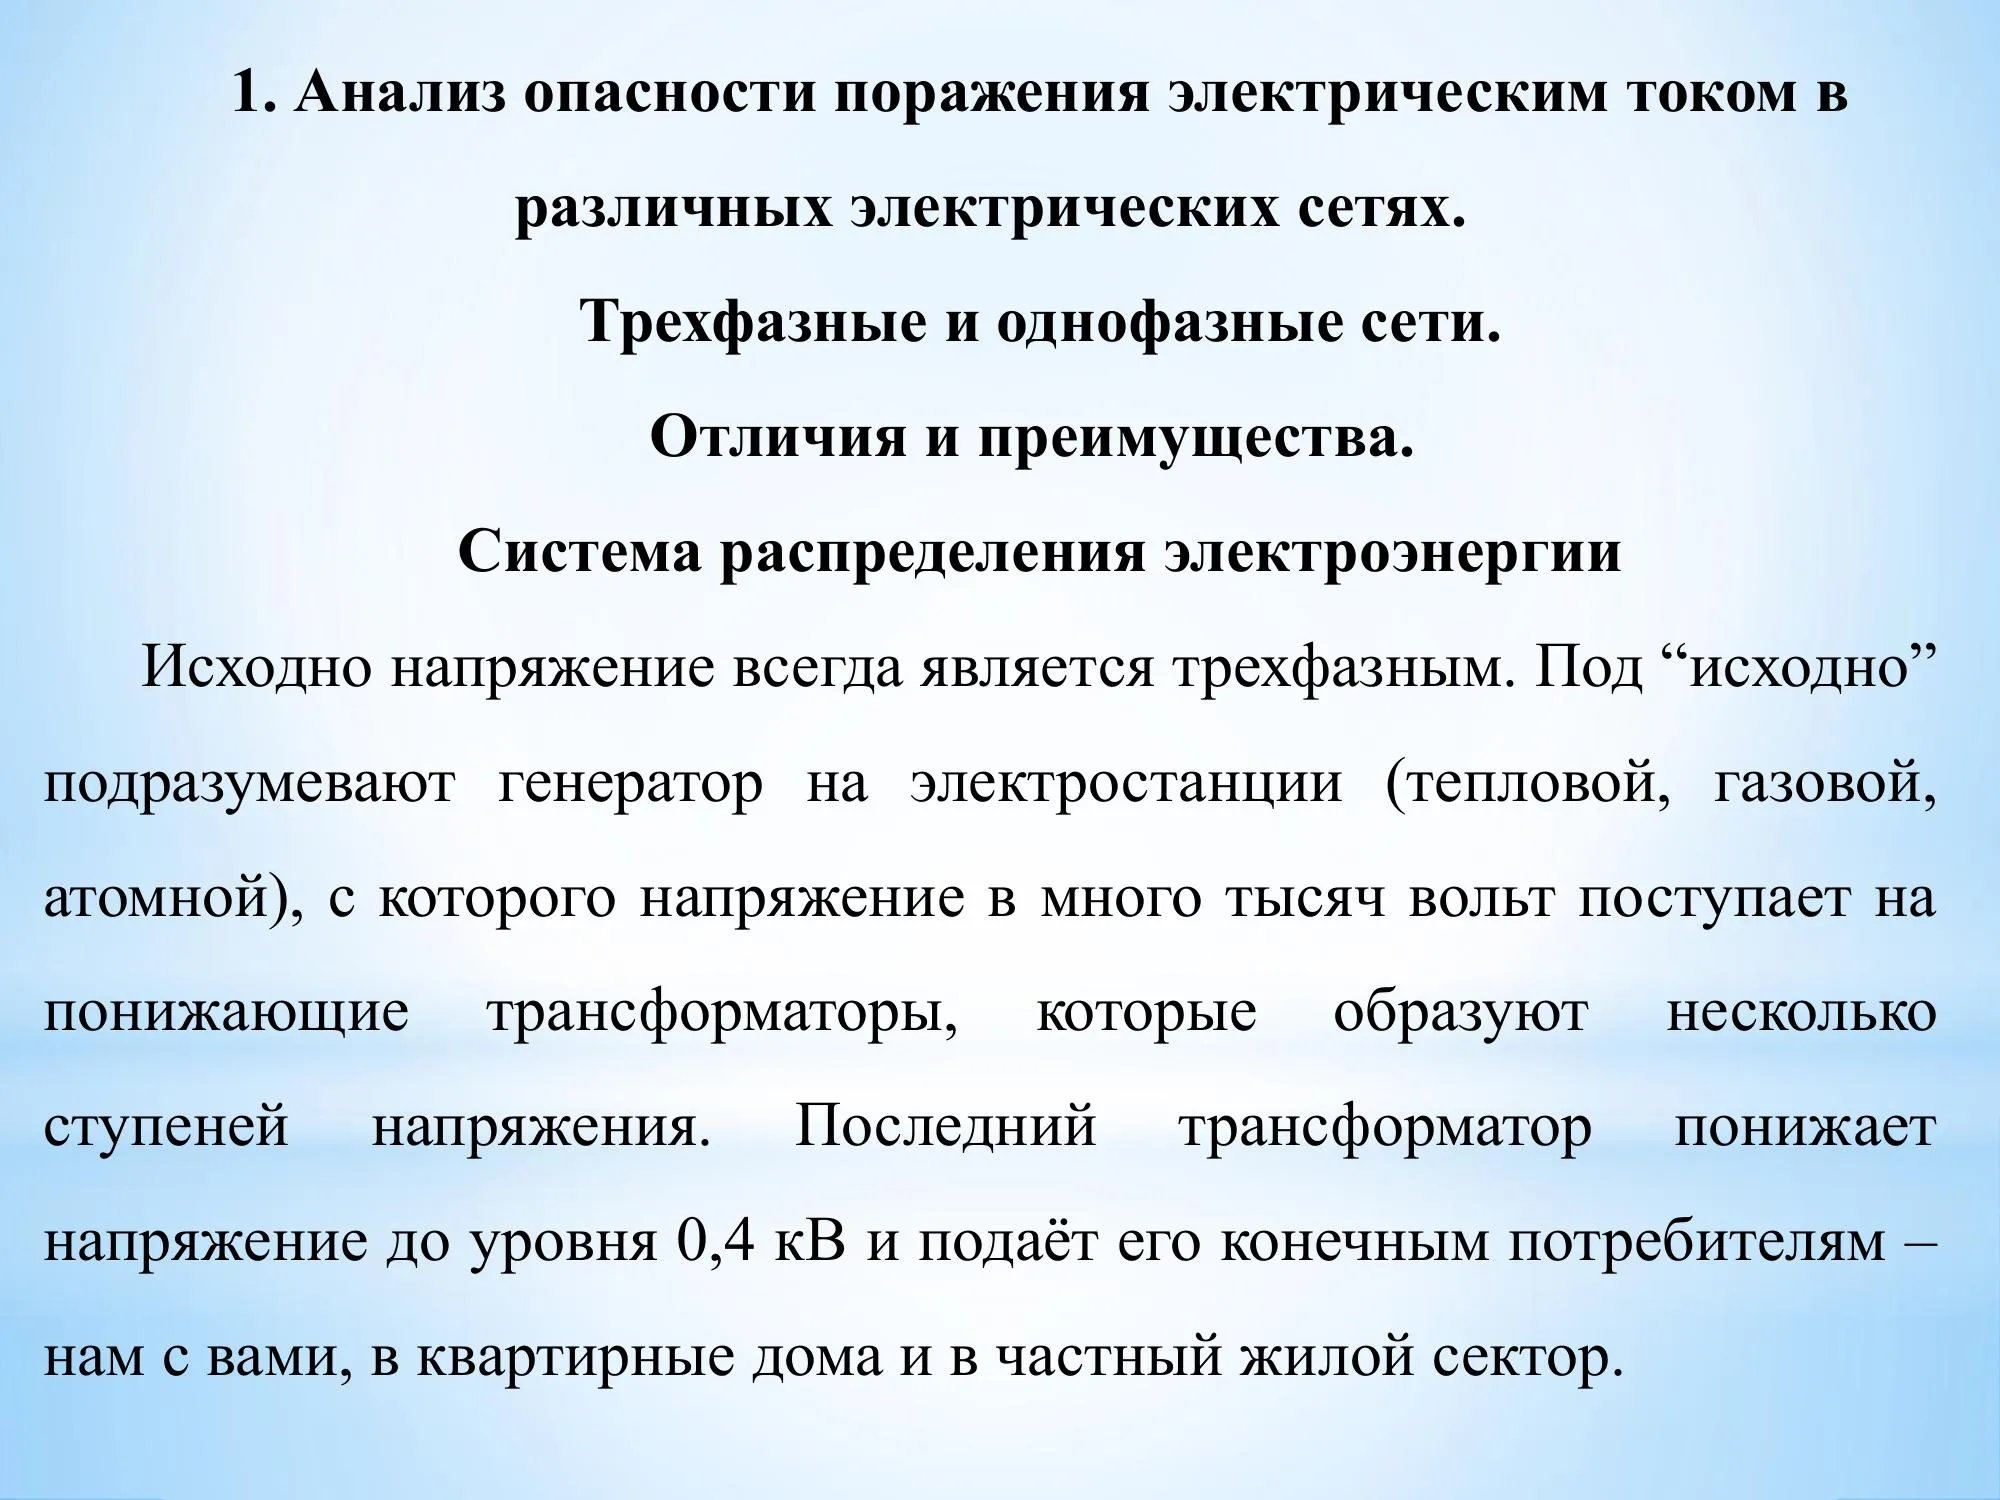 1. Анализ опасности поражения электрическим током в
различных электрических сетях.
Трехфазные и однофазные сети.
Отличия и преимущества.
Система распределения электроэнергии
Исходно напряжение всегда является трехфазным. Под “исходно”
подразумевают генератор на электростанции (тепловой, газовой,
атомной), с которого напряжение в много тысяч вольт поступает на
понижающие трансформаторы, которые образуют несколько
ступеней напряжения. Последний трансформатор понижает
напряжение до уровня 0,4 кВ и подаёт его конечным потребителям –
нам с вами, в квартирные дома и в частный жилой сектор.